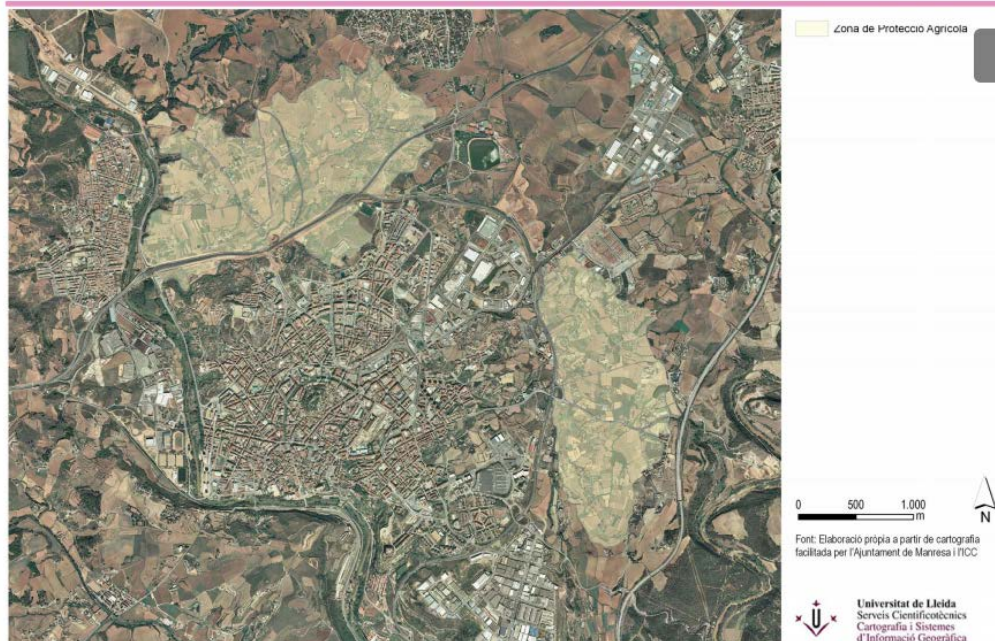 Zona de Protecció Agrícola
0 500 1.000
m
N
Font: Elaboració pròpia a partir de cartografia
facilitada per l'Ajuntament de Manresa i l'ICC
Universitat de Lleida
Serveis Cientificotècnics
Cartografia i Sistemes
d'Informació Geogràfica